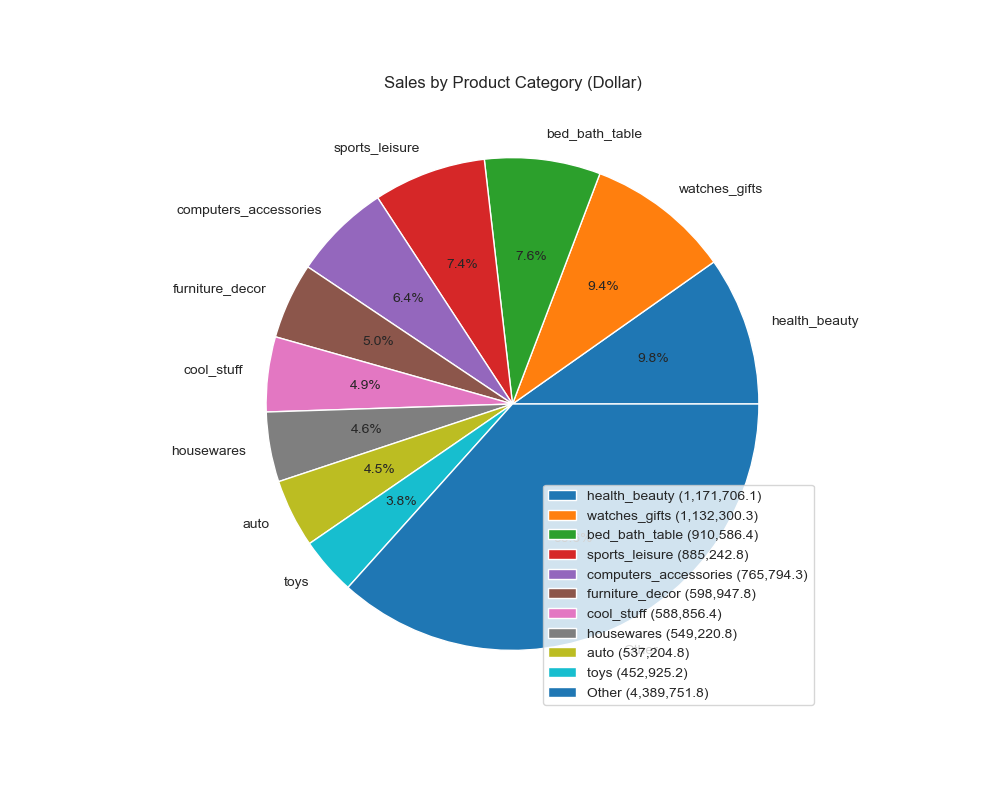 Sales by Product Category (Dollar)
bed_bath_table
sports_leisure
watches_gifts
computers_accessories
7.6%
7.4%
furniture_decor
9.4%
6.4%
health_beauty
5.0%
9.8%
cool_stuff
4.9%
4.6%
housewares
4.5%
3.8%
auto
toys
health_beauty (1,171,706.1)
watches_gifts (1,132,300.3)
bed_bath_table (910,586.4)
sports_leisure (885,242.8)
computers_accessories (765,794.3)
furniture_decor (598,947.8)
cool_stuff (588,856.4)
housewares (549,220.8)
auto (537,204.8)
toys (452,925.2)
Other (4,389,751.8)